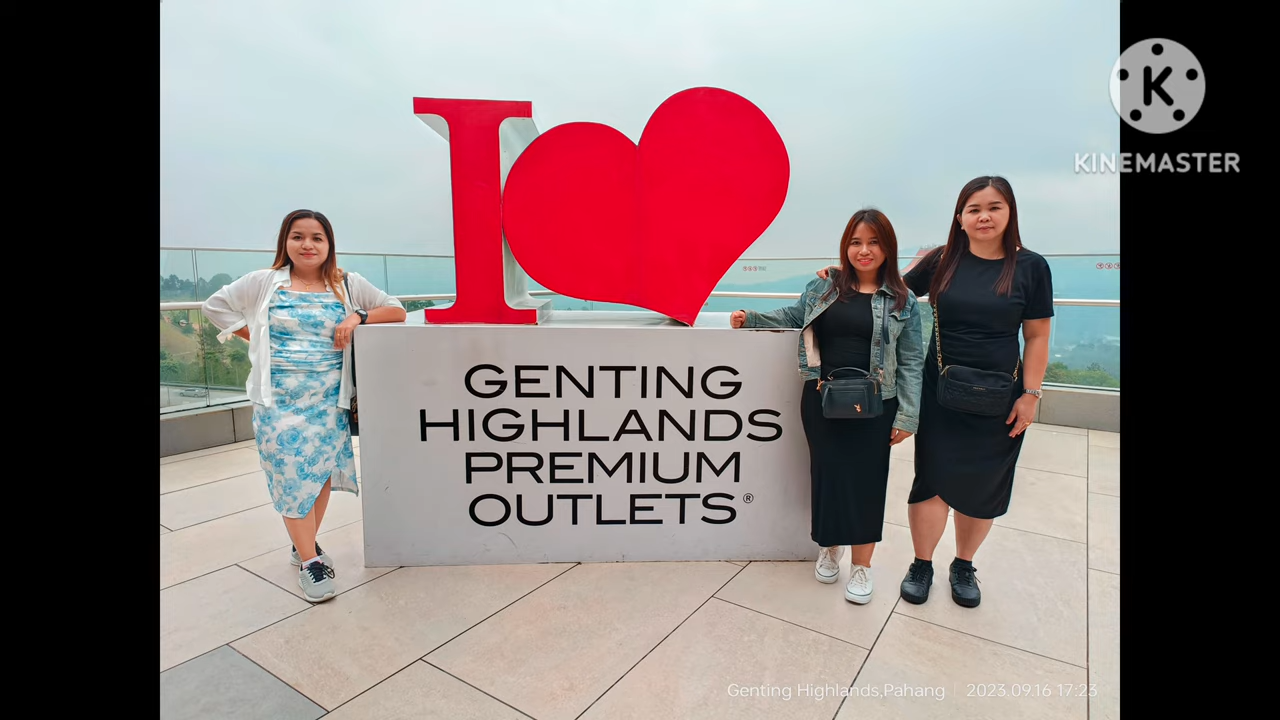 I
K
KINEMASTER
GENTING
HIGHLANDS
PREMIUM
OUTLETS®
Genting Highlands,Pahang | 2023.09.16 17:23